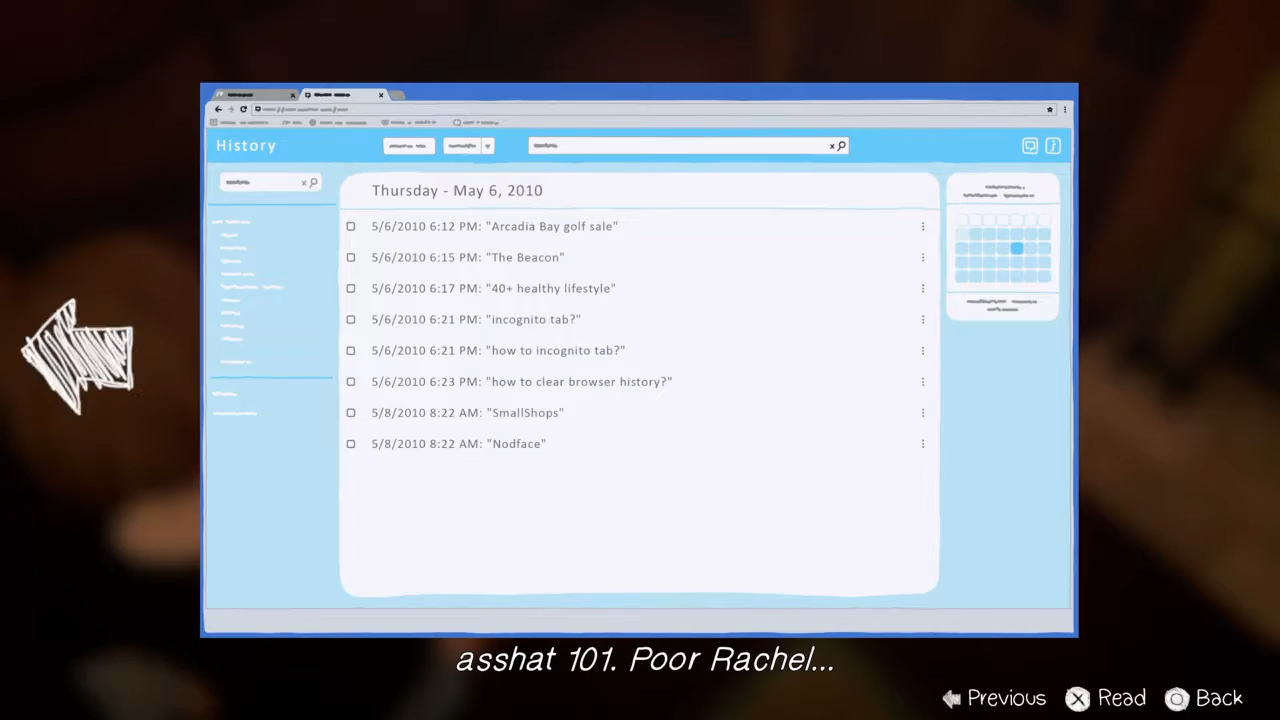 History
Thursday - May 6, 2010
5/6/2010 6:12 PM: "Arcadia Bay golf sale"
5/6/2010 6:15 PM: "The Beacon"
5/6/2010 6:17 PM: "40+ healthy lifestyle"
5/6/2010 6:21 PM: "incognito tab?"
5/6/2010 6:21 PM: "how to incognito tab?"
5/6/2010 6:23 PM: "how to clear browser history?"
5/8/2010 8:22 AM: "SmallShops"
5/8/2010 8:22 AM: "Nodface"
asshat 101. Poor Rachel...
Previous Read Back